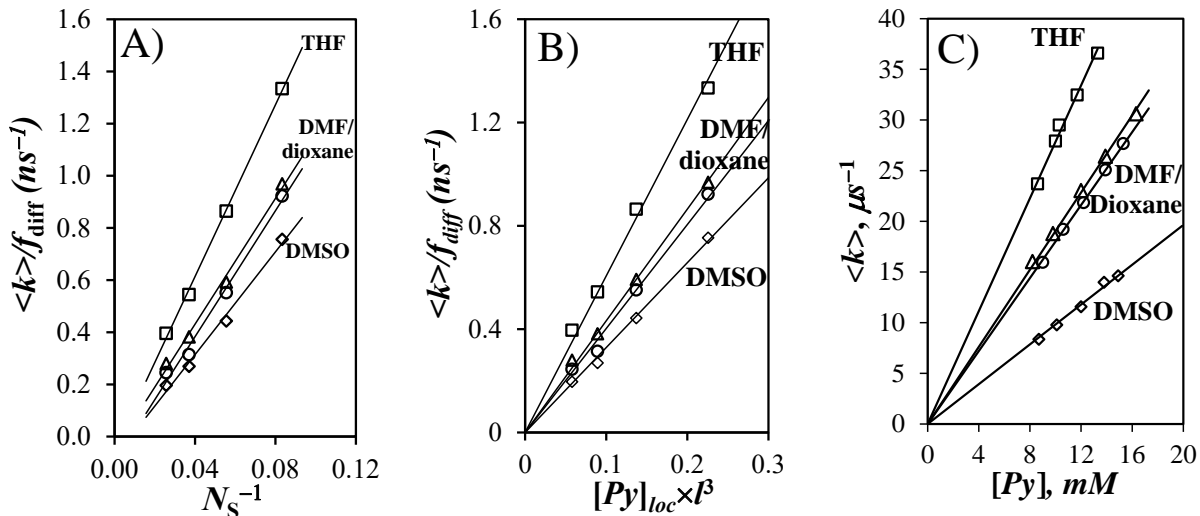 A)
<k>/f_diff (ns⁻¹)
1.6
1.4
1.2
1.0
0.8
0.6
0.4
0.2
0.0
THF
DMF/
dioxane
DMSO
0.00 0.04 0.08 0.12
N_S⁻¹
B)
<k>/f_diff (ns⁻¹)
1.6
1.2
0.8
0.4
0
THF
DMF/
dioxane
DMSO
0 0.1 0.2 0.3
[Py]_loc×l³
C)
<k>, μs⁻¹
40
35
30
25
20
15
10
5
0
THF
DMF/
Dioxane
DMSO
0 4 8 12 16 20
[Py], mM